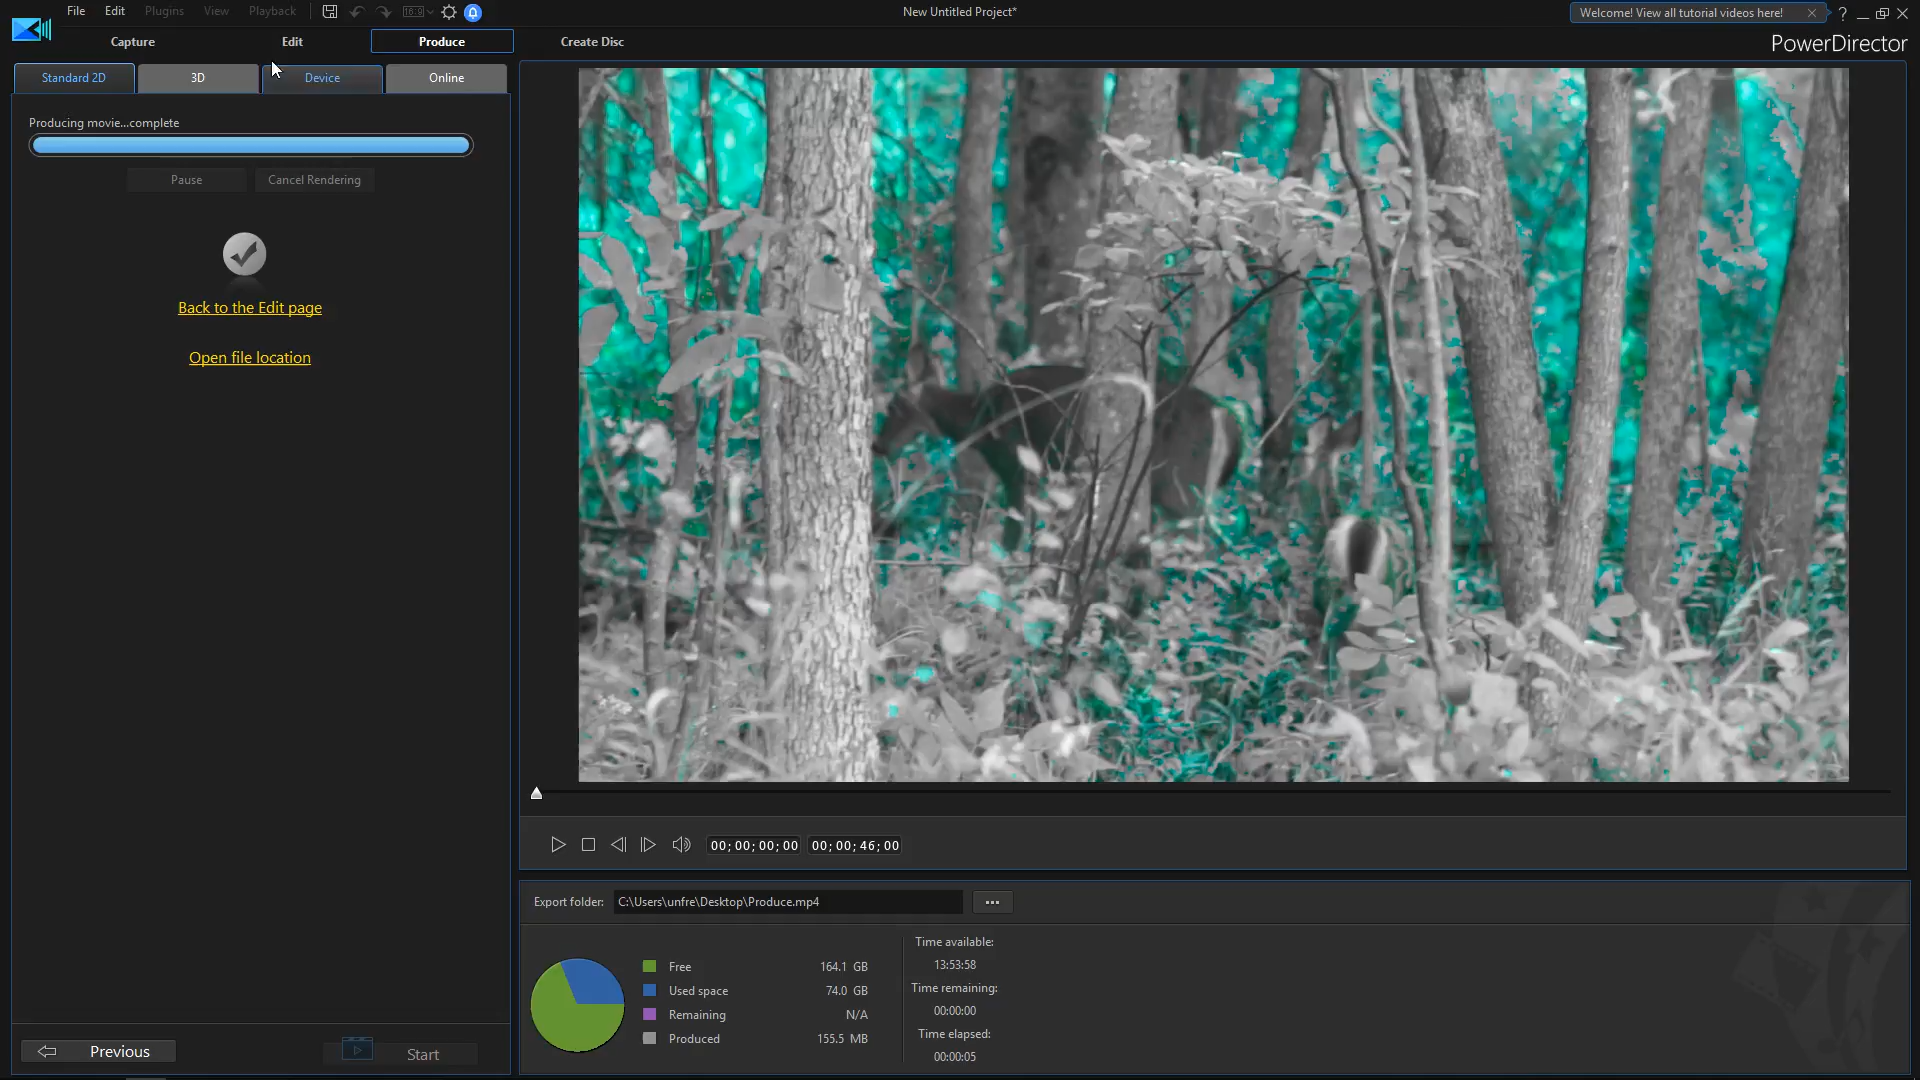 File Edit Plugins View Playback 16:9 New Untitled Project* Welcome! View all tutorial videos here! ?
Capture Edit Produce Create Disc PowerDirector
Standard 2D 3D Device Online
Producing movie...complete
Pause Cancel Rendering
Back to the Edit page
Open file location
00;00;00;00 00;00;46;00
Export folder: C:\Users\unfre\Desktop\Produce.mp4 ...
Free 164.1 GB
Used space 74.0 GB
Remaining N/A
Produced 155.5 MB
Time available:
13:53:58
Time remaining:
00:00:00
Time elapsed:
00:00:05
Previous Start